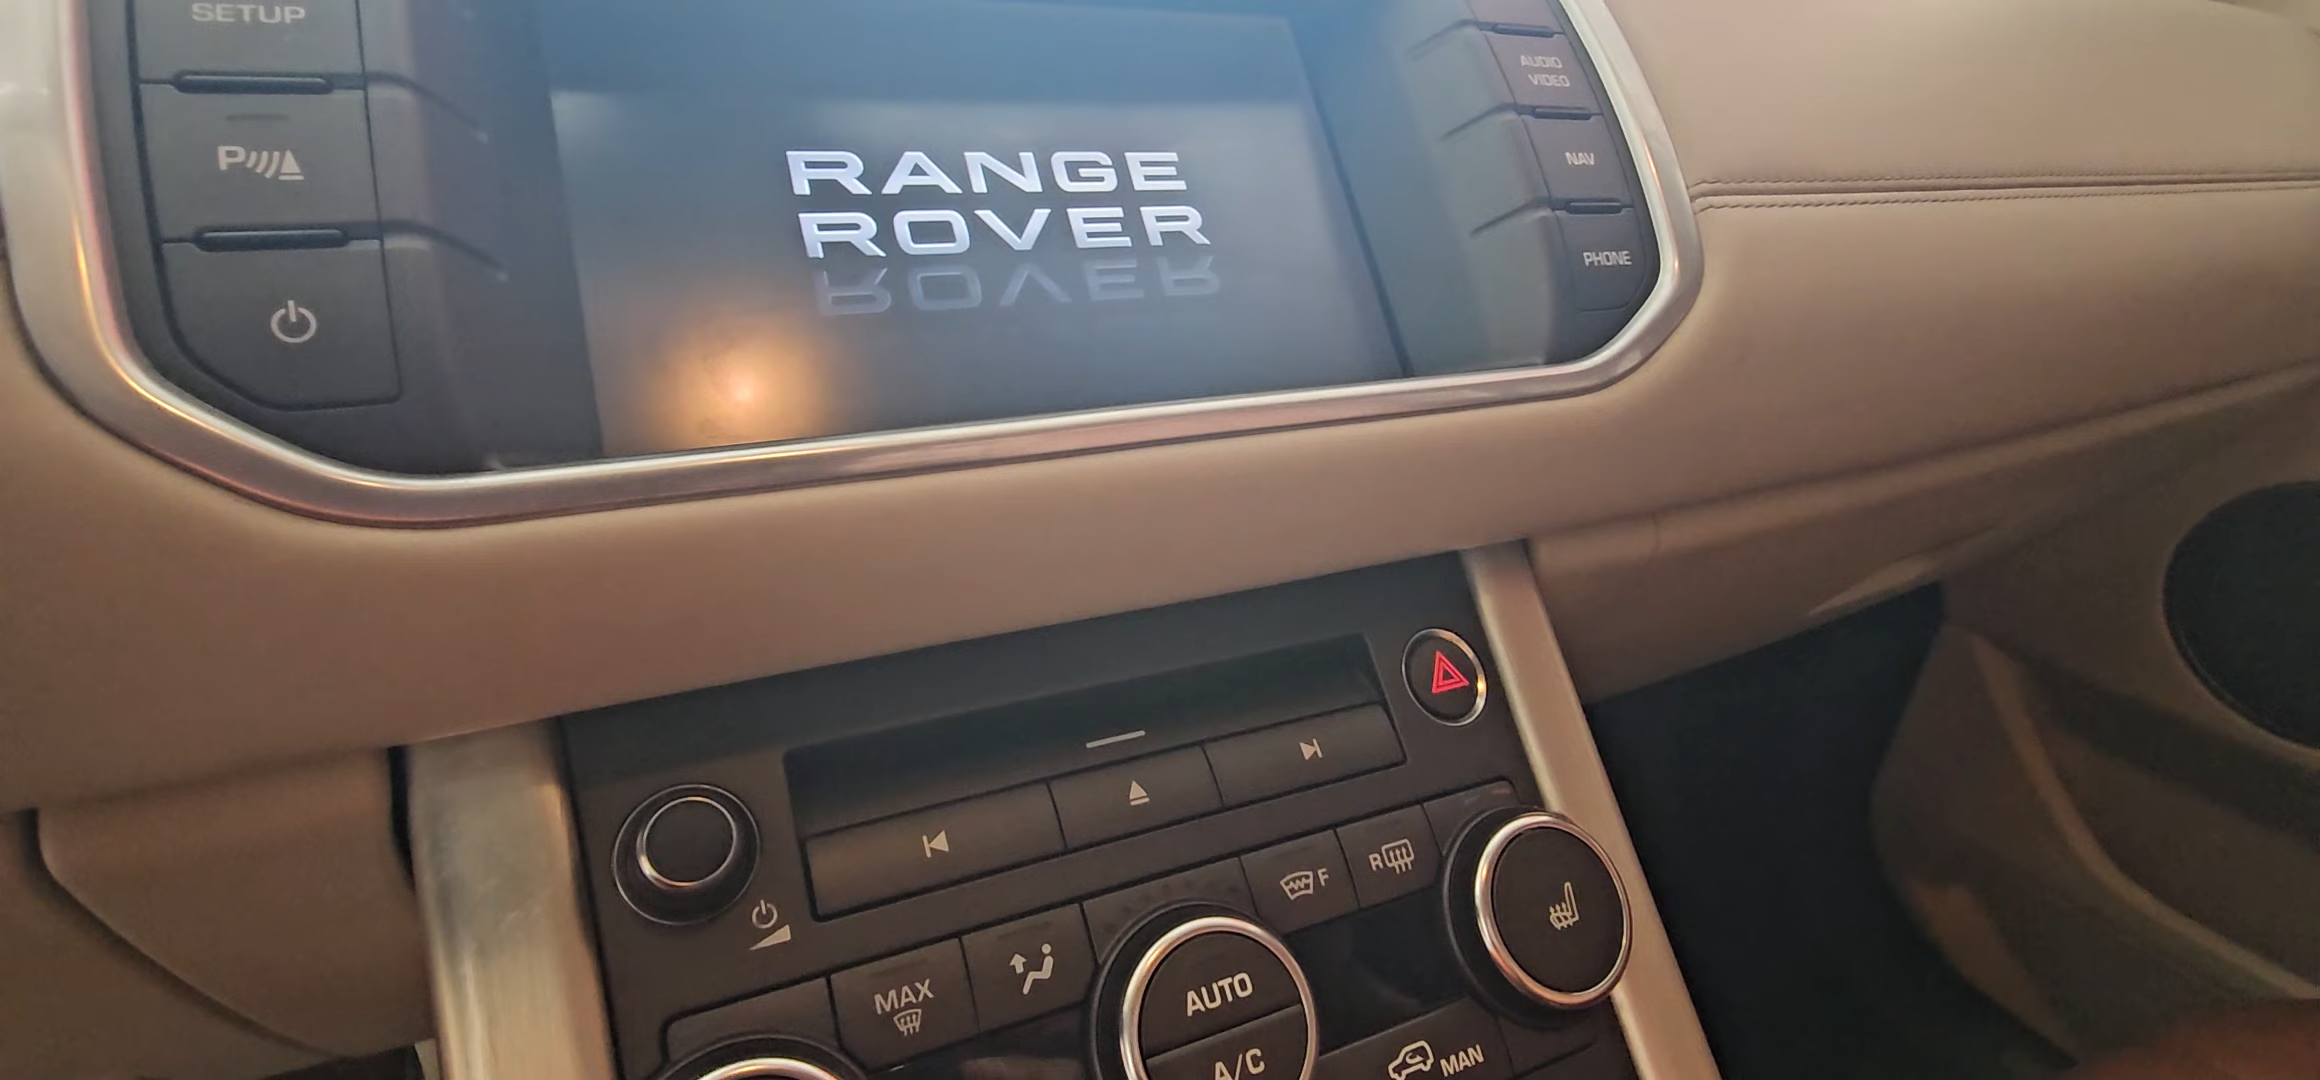 SETUP
P
RANGE
ROVER
AUDIO
VIDEO
NAV
PHONE
MAX
AUTO
A/C
F
R
MAN